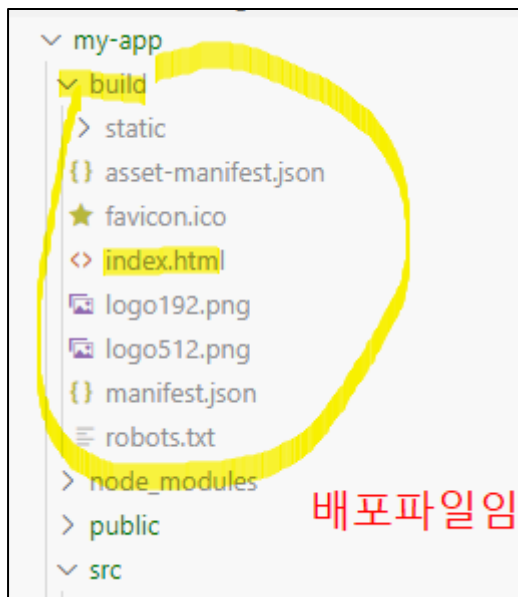 my-app
build
static
asset-manifest.json
favicon.ico
index.html
logo192.png
logo512.png
manifest.json
robots.txt
node_modules
public
배포파일임
src